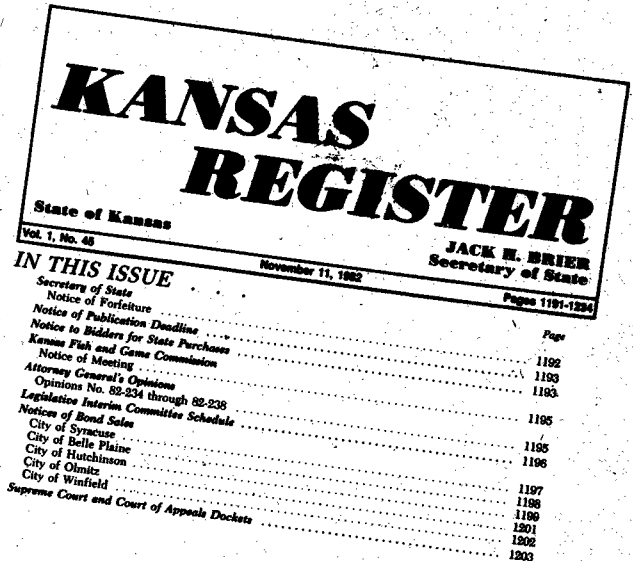 KANSAS
REGISTER
State of Kansas
JACK H. BRIER
Secretary of State
Vol. 1, No. 45 November 11, 1982 Pages 1191-1234
IN THIS ISSUE Page
Secretary of State
Notice of Forfeiture 1192
Notice of Publication Deadline 1193
Notice to Bidders for State Purchases 1193
Kansas Fish and Game Commission
Notice of Meeting 1195
Attorney General's Opinions
Opinions No. 82-234 through 82-238 1195
Legislative Interim Committee Schedule 1196
Notices of Bond Sales
City of Syracuse 1197
City of Belle Plaine 1198
City of Hutchinson 1199
City of Olmitz 1201
City of Winfield 1202
Supreme Court and Court of Appeals Dockets 1203